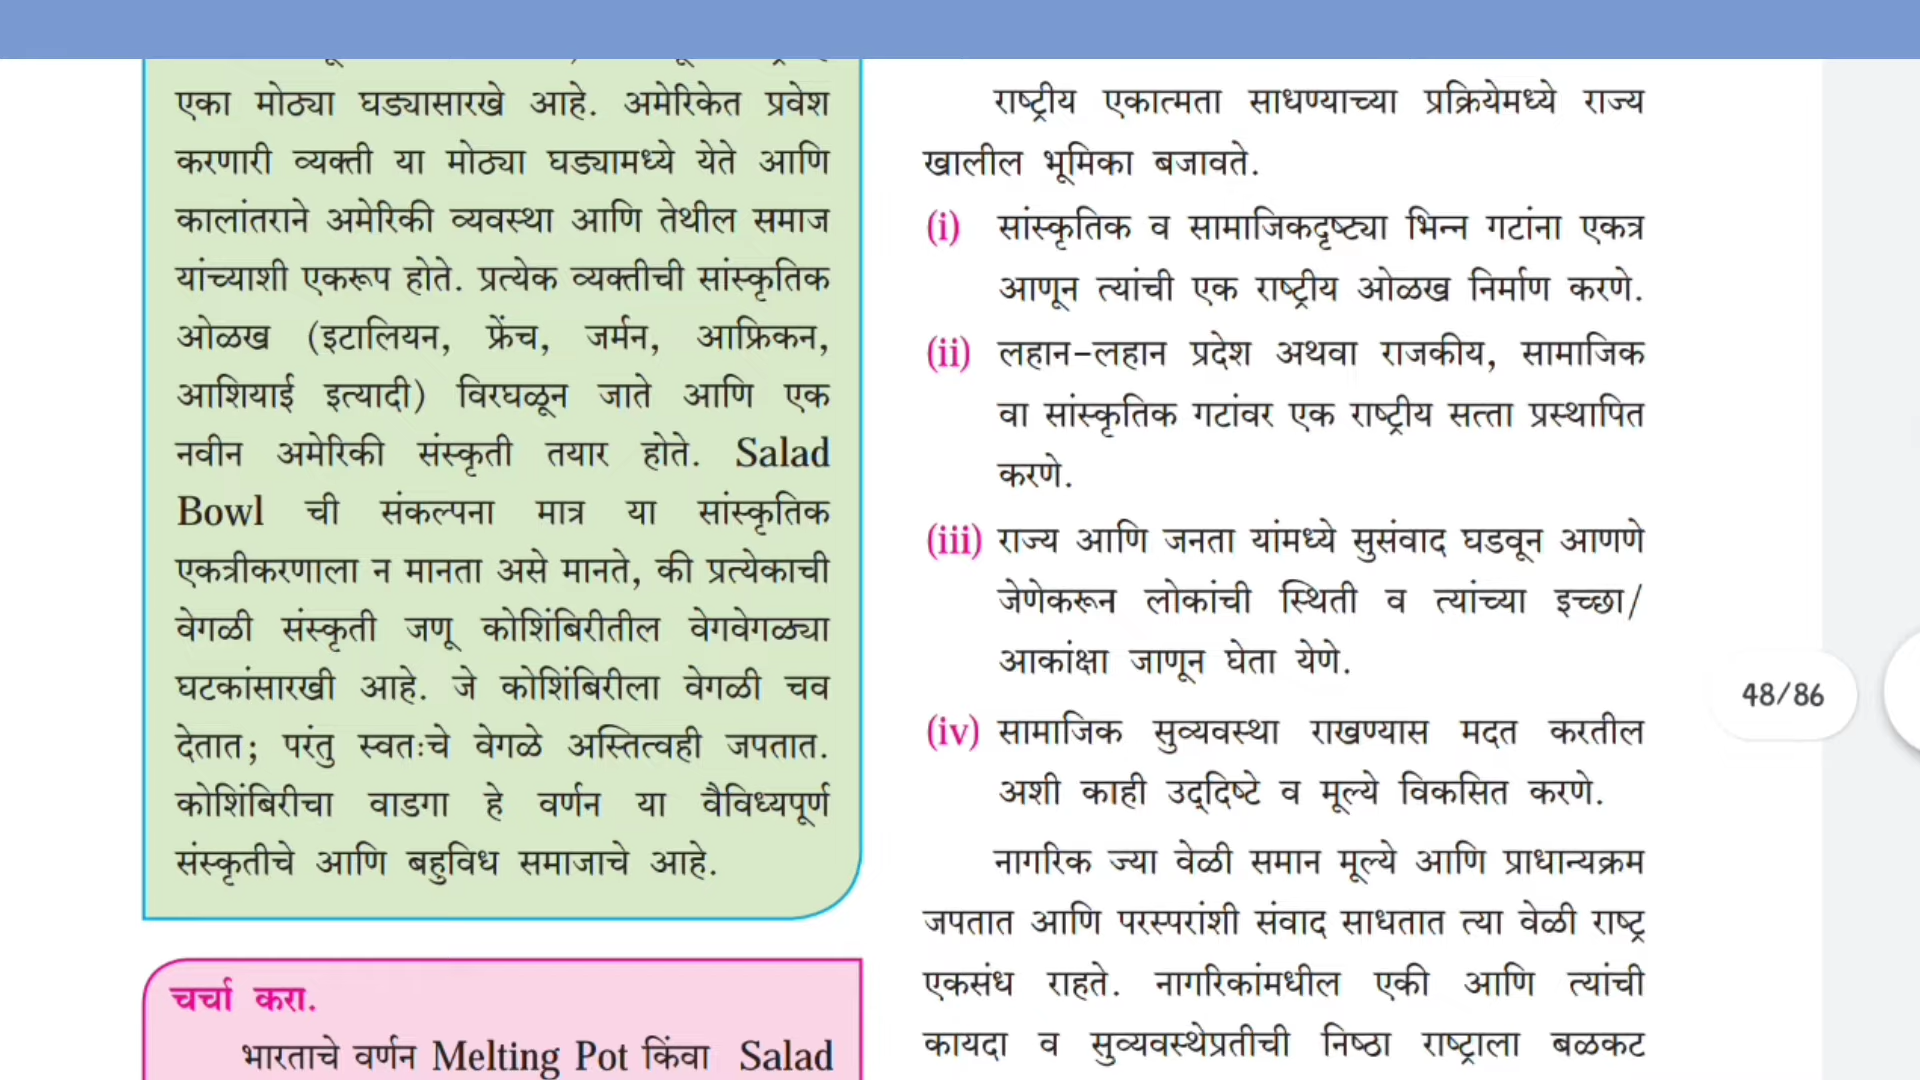 एका मोठ्या घड्यासारखे आहे. अमेरिकेत प्रवेश
करणारी व्यक्ती या मोठ्या घड्यामध्ये येते आणि
कालांतराने अमेरिकी व्यवस्था आणि तेथील समाज
यांच्याशी एकरूप होते. प्रत्येक व्यक्तीची सांस्कृतिक
ओळख (इटालियन, फ्रेंच, जर्मन, आफ्रिकन,
आशियाई इत्यादी) विरघळून जाते आणि एक
नवीन अमेरिकी संस्कृती तयार होते. Salad
Bowl ची संकल्पना मात्र या सांस्कृतिक
एकत्रीकरणाला न मानता असे मानते, की प्रत्येकाची
वेगळी संस्कृती जणू कोशिंबिरीतील वेगवेगळ्या
घटकांसारखी आहे. जे कोशिंबिरीला वेगळी चव
देतात; परंतु स्वतःचे वेगळे अस्तित्वही जपतात.
कोशिंबिरीचा वाडगा हे वर्णन या वैविध्यपूर्ण
संस्कृतीचे आणि बहुविध समाजाचे आहे.
चर्चा करा.
भारताचे वर्णन Melting Pot किंवा Salad
राष्ट्रीय एकात्मता साधण्याच्या प्रक्रियेमध्ये राज्य
खालील भूमिका बजावते.
(i) सांस्कृतिक व सामाजिकदृष्ट्या भिन्न गटांना एकत्र
आणून त्यांची एक राष्ट्रीय ओळख निर्माण करणे.
(ii) लहान-लहान प्रदेश अथवा राजकीय, सामाजिक
वा सांस्कृतिक गटांवर एक राष्ट्रीय सत्ता प्रस्थापित
करणे.
(iii) राज्य आणि जनता यांमध्ये सुसंवाद घडवून आणणे
जेणेकरून लोकांची स्थिती व त्यांच्या इच्छा/
आकांक्षा जाणून घेता येणे.
(iv) सामाजिक सुव्यवस्था राखण्यास मदत करतील
अशी काही उद्‌दिष्टे व मूल्ये विकसित करणे.
नागरिक ज्या वेळी समान मूल्ये आणि प्राधान्यक्रम
जपतात आणि परस्परांशी संवाद साधतात त्या वेळी राष्ट्र
एकसंध राहते. नागरिकांमधील एकी आणि त्यांची
कायदा व सुव्यवस्थेप्रतीची निष्ठा राष्ट्राला बळकट
48/86